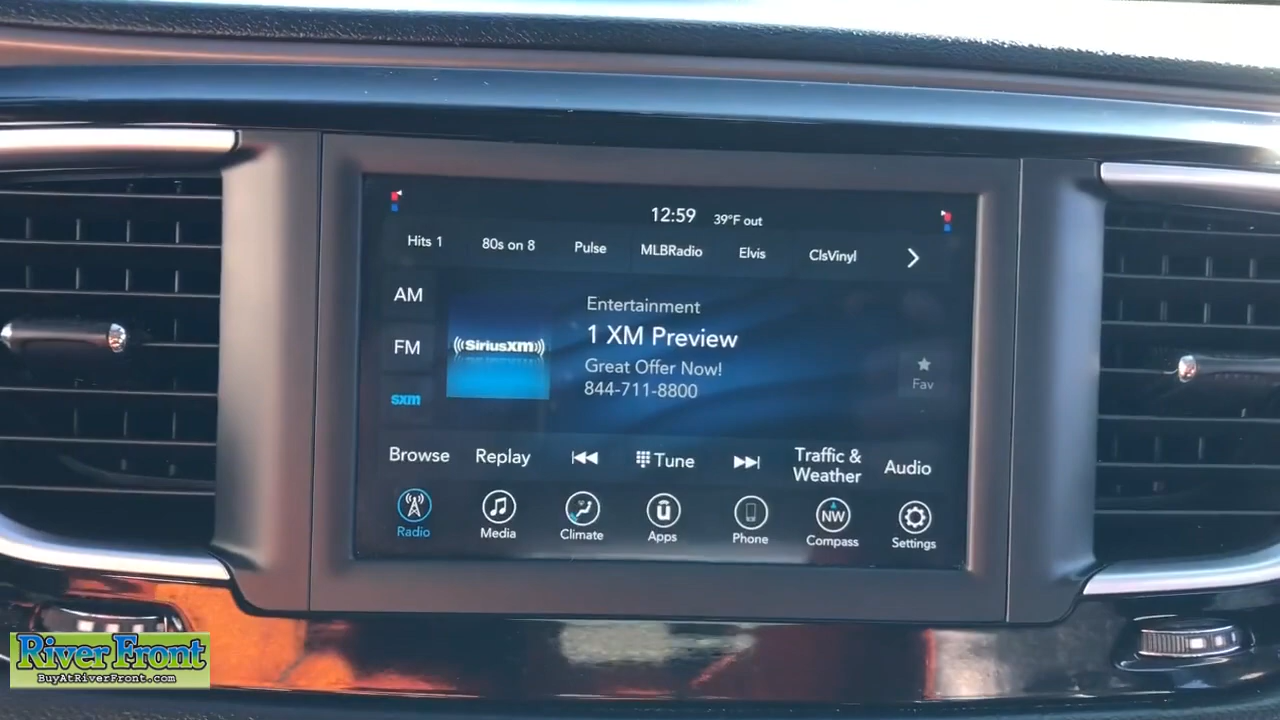 12:59 39°F out
Hits 1 80s on 8 Pulse MLBRadio Elvis ClsVinyl
AM
FM
sxm
SiriusXM
Entertainment
1 XM Preview
Great Offer Now!
844-711-8800
Fav
Browse Replay Tune Traffic & Weather Audio
Radio Media Climate Apps Phone NW Compass Settings
River Front
BuyAtRiverFront.com